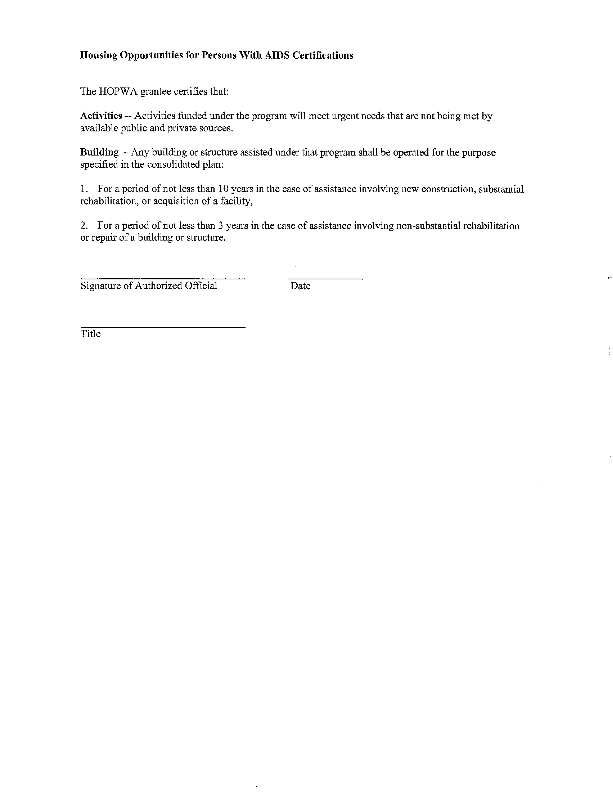 Housing Opportunities for Persons With AIDS Certifications
The HOPWA grantee certifies that:
Activities -- Activities funded under the program will meet urgent needs that are not being met by
available public and private sources.
Building -- Any building or structure assisted under that program shall be operated for the purpose
specified in the consolidated plan:
1. For a period of not less than 10 years in the case of assistance involving new construction, substantial
rehabilitation, or acquisition of a facility,
2. For a period of not less than 3 years in the case of assistance involving non-substantial rehabilitation
or repair of a building or structure.
Signature of Authorized Official Date
Title